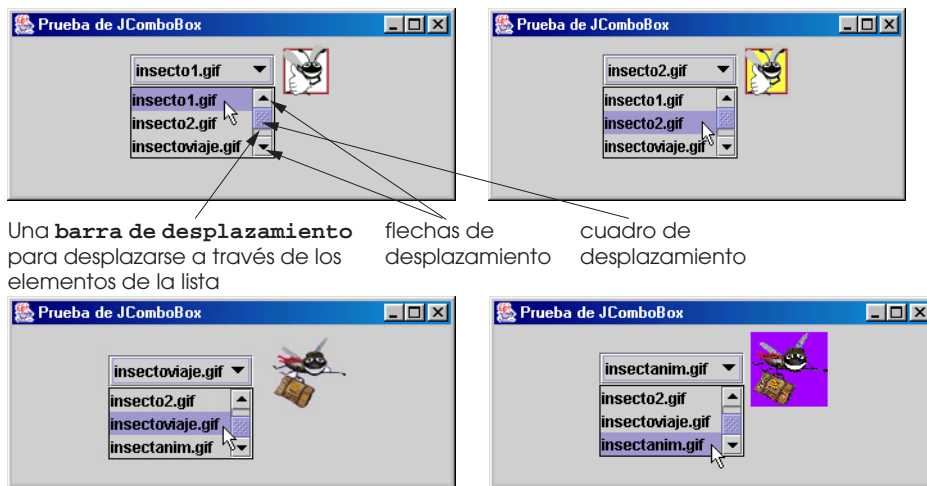 Prueba de JComboBox
insecto1.gif
insecto1.gif
insecto2.gif
insectoviaje.gif
Prueba de JComboBox
insecto2.gif
insecto1.gif
insecto2.gif
insectoviaje.gif
Una barra de desplazamiento
para desplazarse a través de los
elementos de la lista
flechas de
desplazamiento
cuadro de
desplazamiento
Prueba de JComboBox
insectoviaje.gif
insecto2.gif
insectoviaje.gif
insectanim.gif
Prueba de JComboBox
insectanim.gif
insecto2.gif
insectoviaje.gif
insectanim.gif